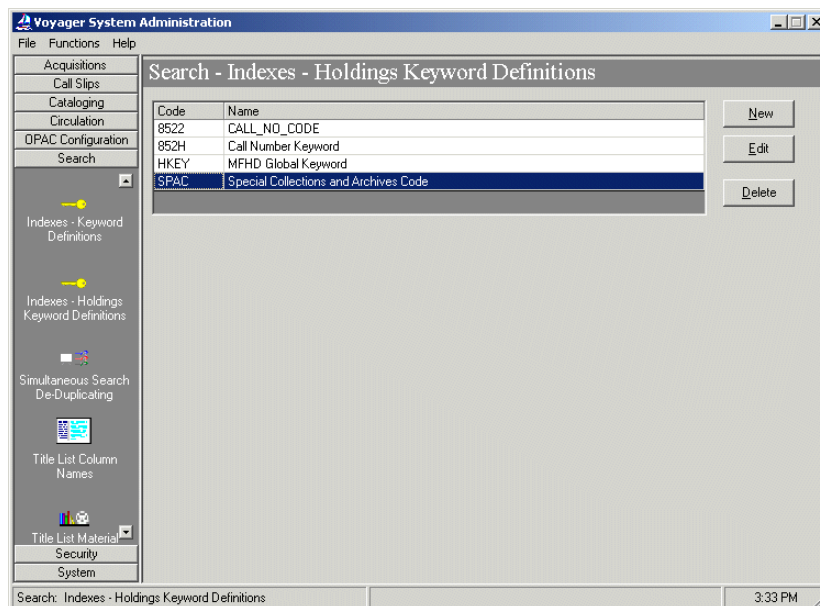 Voyager System Administration
File Functions Help
Acquisitions
Call Slips
Cataloging
Circulation
OPAC Configuration
Search
Indexes - Keyword
Definitions
Indexes - Holdings
Keyword Definitions
Simultaneous Search
De-Duplicating
Title List Column
Names
Title List Material
Security
System
Search - Indexes - Holdings Keyword Definitions
Code Name
8522 CALL_NO_CODE
852H Call Number Keyword
HKEY MFHD Global Keyword
SPAC Special Collections and Archives Code
New
Edit
Delete
Search: Indexes - Holdings Keyword Definitions
3:33 PM